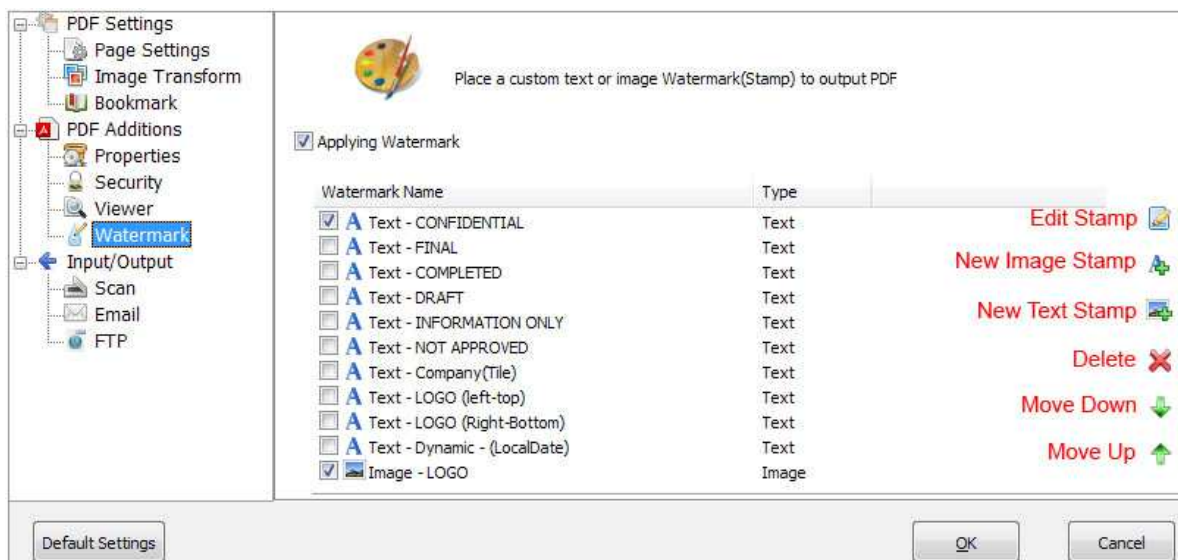 PDF Settings
Page Settings
Image Transform
Bookmark
PDF Additions
Properties
Security
Viewer
Watermark
Input/Output
Scan
Email
FTP
Place a custom text or image Watermark(Stamp) to output PDF
Applying Watermark
Watermark Name Type
Text - CONFIDENTIAL Text
Text - FINAL Text
Text - COMPLETED Text
Text - DRAFT Text
Text - INFORMATION ONLY Text
Text - NOT APPROVED Text
Text - Company(Tile) Text
Text - LOGO (left-top) Text
Text - LOGO (Right-Bottom) Text
Text - Dynamic - (LocalDate) Text
Image - LOGO Image
Edit Stamp
New Image Stamp
New Text Stamp
Delete
Move Down
Move Up
Default Settings
OK
Cancel